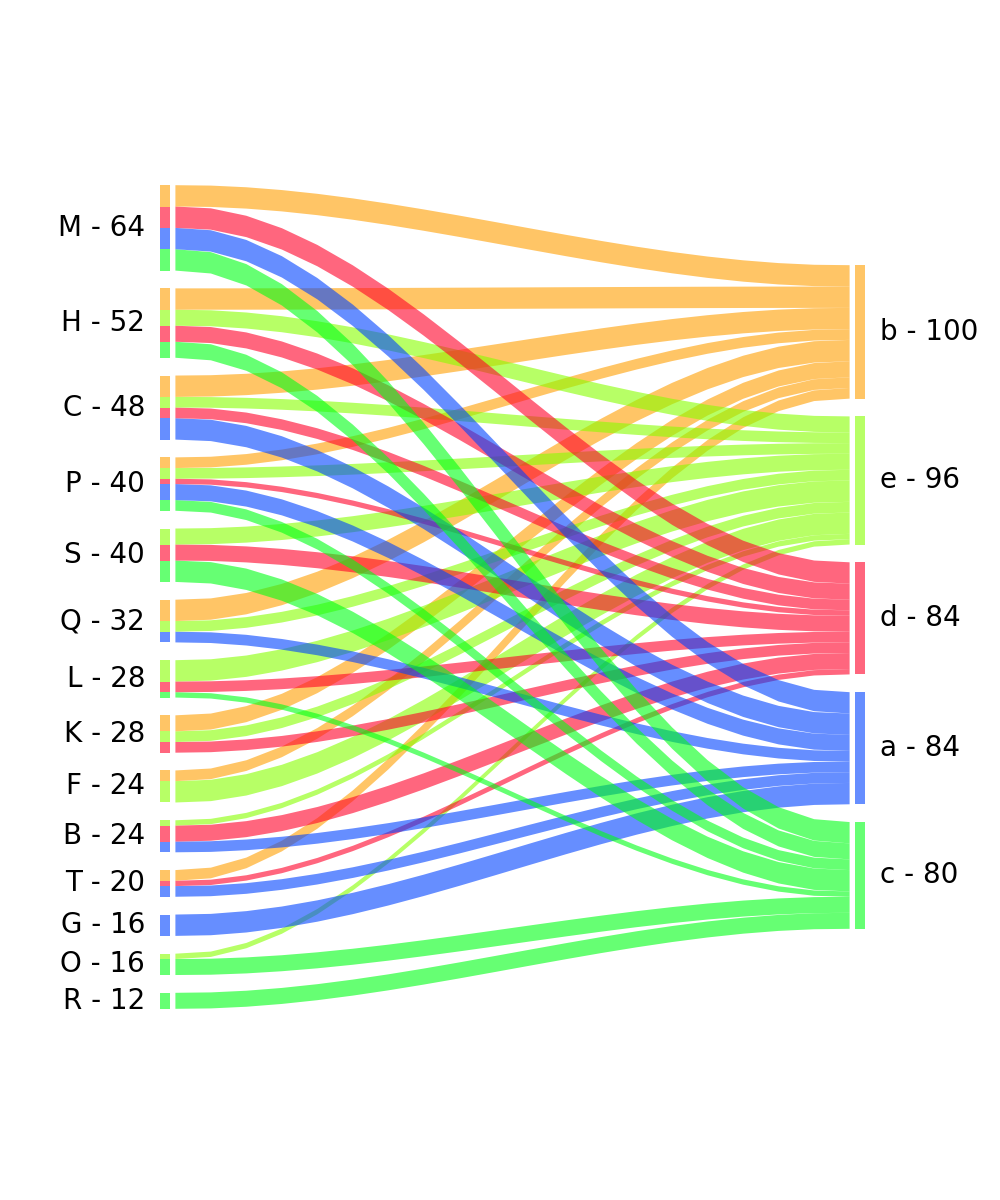 M - 64
H - 52
C - 48
P - 40
S - 40
Q - 32
L - 28
K - 28
F - 24
B - 24
T - 20
G - 16
O - 16
R - 12
b - 100
e - 96
d - 84
a - 84
c - 80